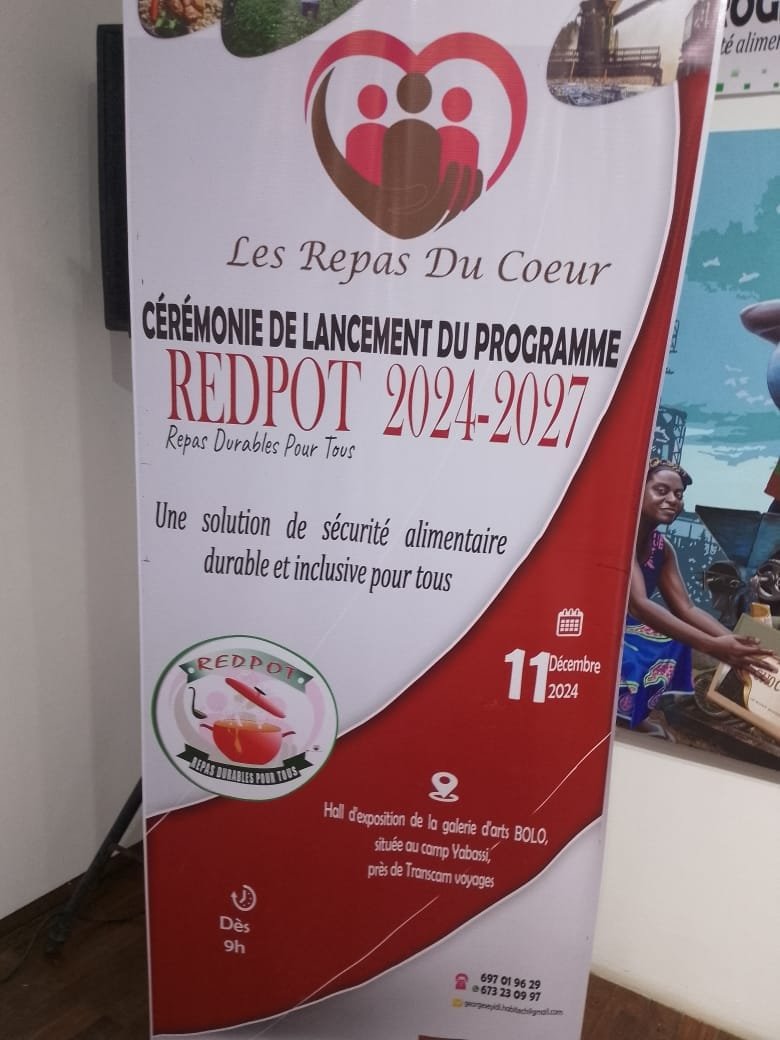 Les Repas Du Coeur
CÉRÉMONIE DE LANCEMENT DU PROGRAMME
REDPOT 2024-2027
Repas Durables Pour Tous
Une solution de sécurité alimentaire
durable et inclusive pour tous
REDPOT
REPAS DURABLES POUR TOUS
11 Décembre
2024
Hall d'exposition de la galerie d'arts BOLO,
située au camp Yabassi,
près de Transcam voyages
Dès
9h
697 01 96 29
673 23 09 97